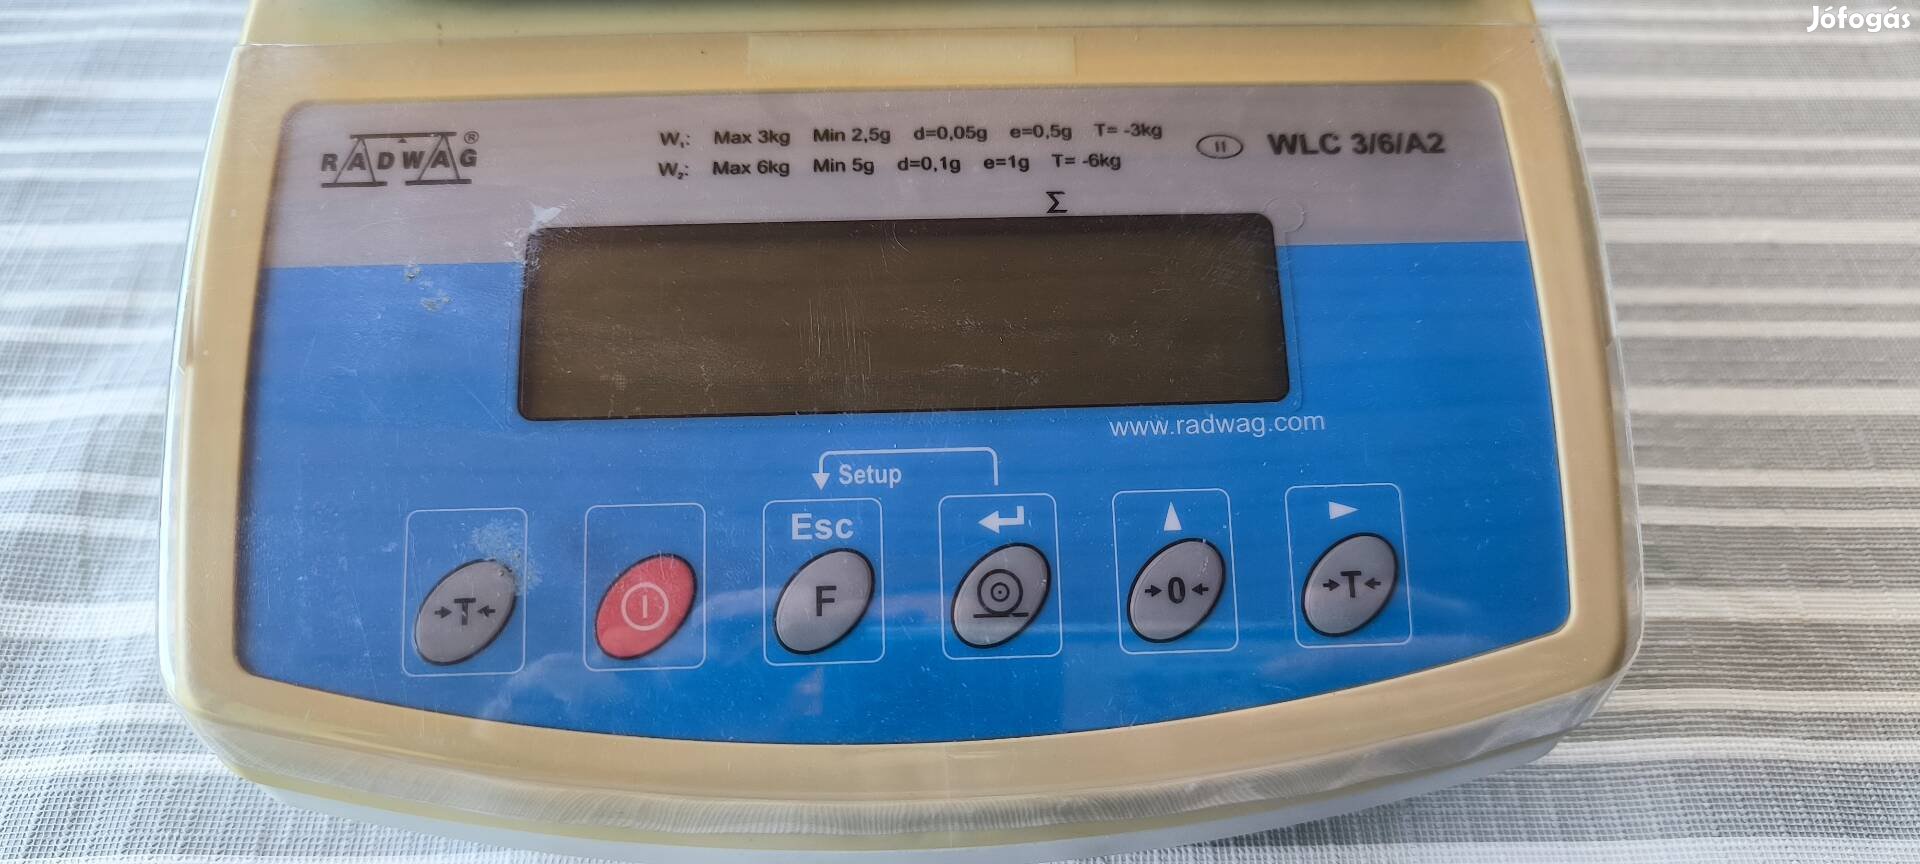 Jófogás
RADWAG®
W₁: Max 3kg Min 2,5g d=0,05g e=0,5g T= -3kg
W₂: Max 6kg Min 5g d=0,1g e=1g T= -6kg
II WLC 3/6/A2
Σ
www.radwag.com
Setup
Esc
→T← F →0← →T←